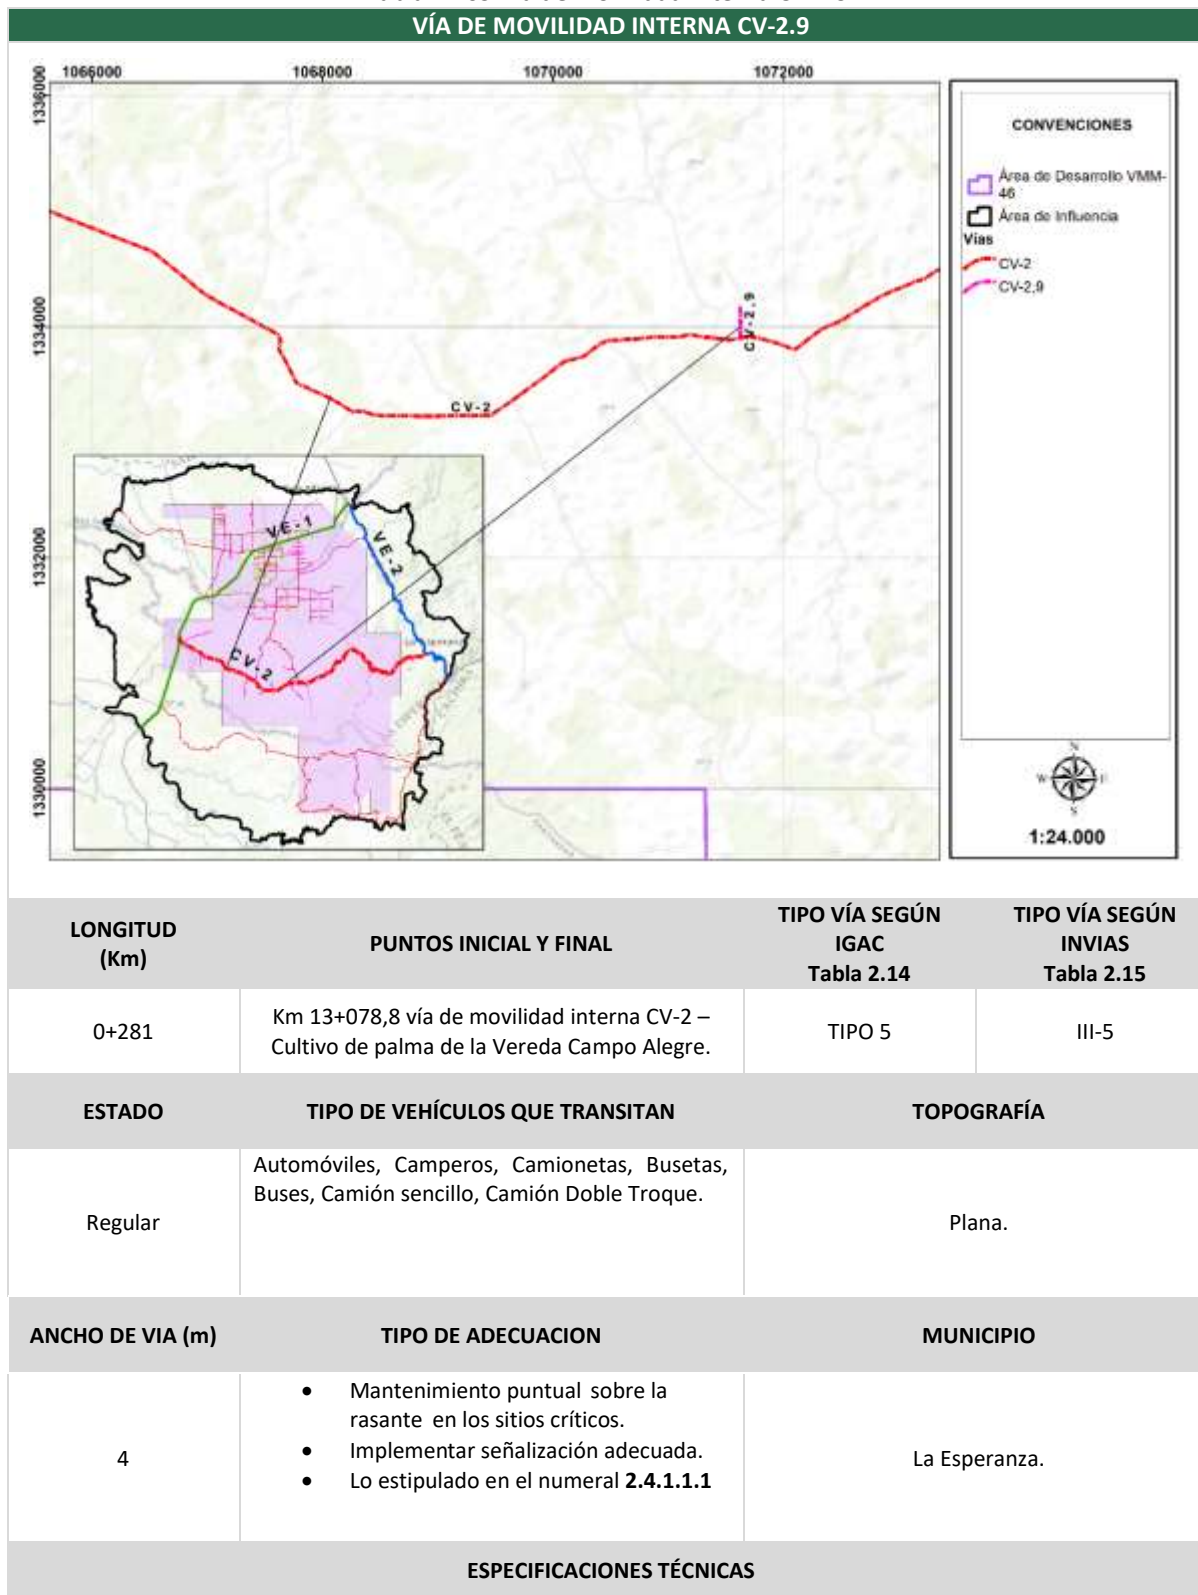 VÍA DE MOVILIDAD INTERNA CV-2.9
1066000
1068000
1070000
1072000
1336000
1334000
1332000
1330000
CV-2
CV-2,9
VE-1
VE-2
CV-2
CONVENCIONES
Área de Desarrollo VMM-
46
Área de Influencia
Vías
CV-2
CV-2,9
N
W
E
S
1:24.000
LONGITUD
(Km)
PUNTOS INICIAL Y FINAL
TIPO VÍA SEGÚN
IGAC
Tabla 2.14
TIPO VÍA SEGÚN
INVIAS
Tabla 2.15
0+281
Km 13+078,8 vía de movilidad interna CV-2 –
Cultivo de palma de la Vereda Campo Alegre.
TIPO 5
III-5
ESTADO
TIPO DE VEHÍCULOS QUE TRANSITAN
TOPOGRAFÍA
Regular
Automóviles, Camperos, Camionetas, Busetas,
Buses, Camión sencillo, Camión Doble Troque.
Plana.
ANCHO DE VIA (m)
TIPO DE ADECUACION
MUNICIPIO
4
• Mantenimiento puntual sobre la
rasante en los sitios críticos.
• Implementar señalización adecuada.
• Lo estipulado en el numeral 2.4.1.1.1
La Esperanza.
ESPECIFICACIONES TÉCNICAS